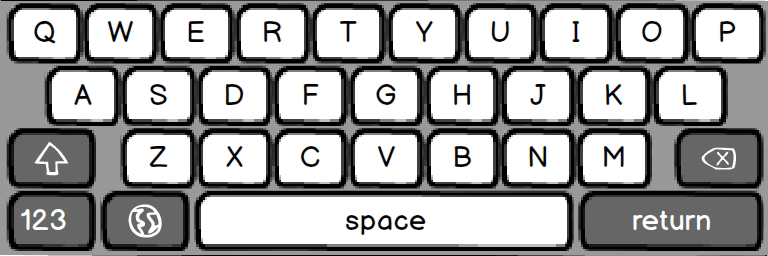 Q W E R T Y U I O P
A S D F G H J K L
Z X C V B N M
123 space return